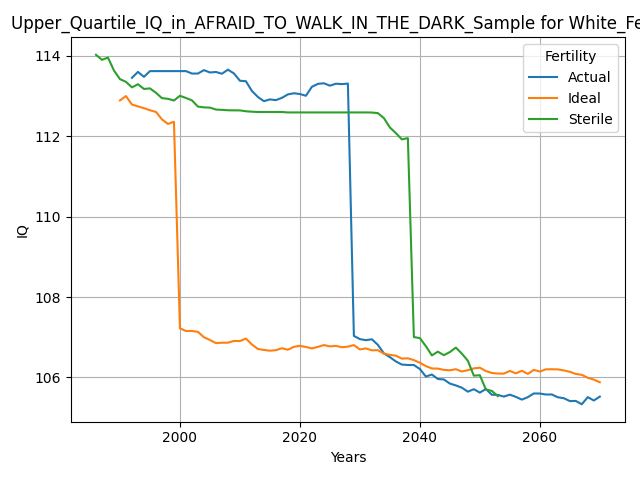 Upper_Quartile_IQ_in_AFRAID_TO_WALK_IN_THE_DARK_Sample for White_Fe
Fertility
Actual
Ideal
Sterile
114
112
110
108
106
IQ
2000
2020
2040
2060
Years